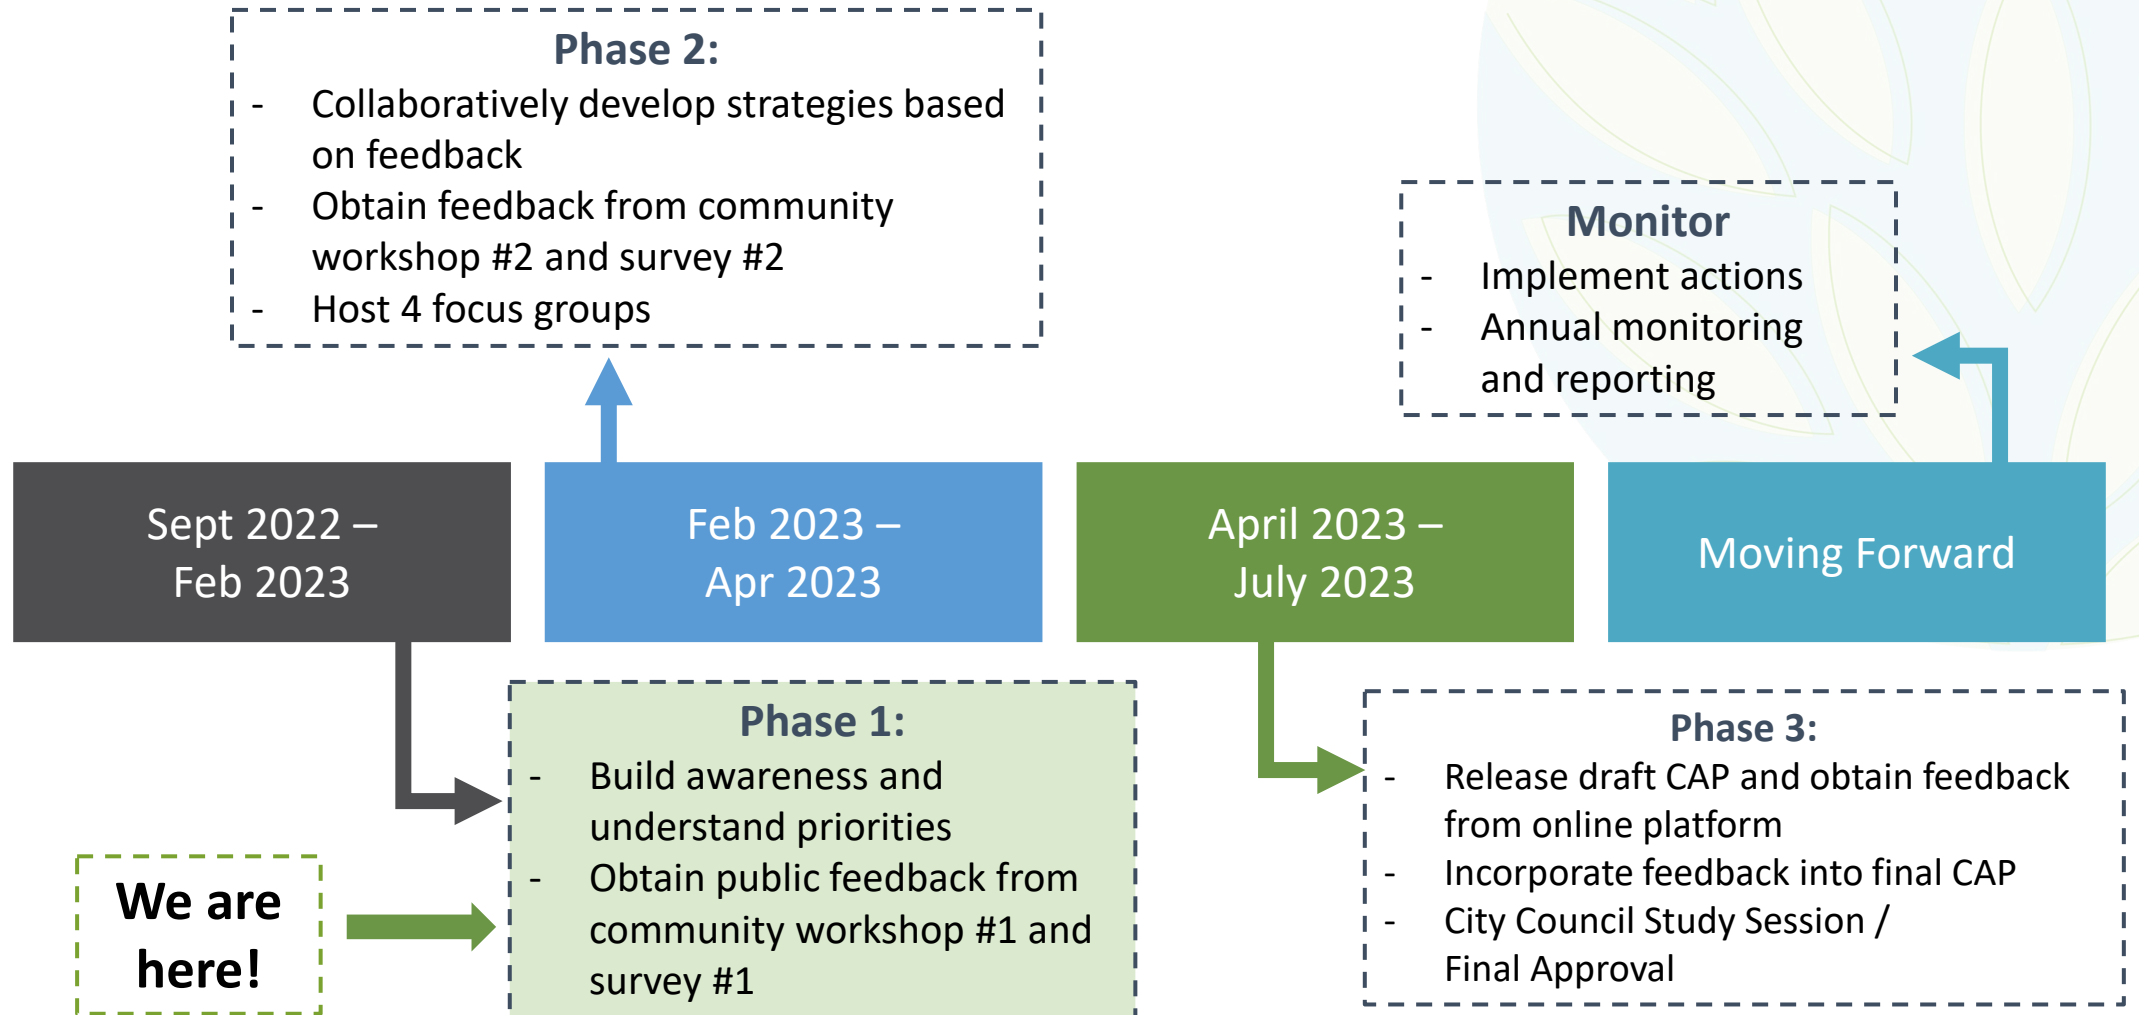 Phase 2:
- Collaboratively develop strategies based
on feedback
- Obtain feedback from community
workshop #2 and survey #2
- Host 4 focus groups
Monitor
- Implement actions
- Annual monitoring
and reporting
Sept 2022 –
Feb 2023
Feb 2023 –
Apr 2023
April 2023 –
July 2023
Moving Forward
We are
here!
Phase 1:
- Build awareness and
understand priorities
- Obtain public feedback from
community workshop #1 and
survey #1
Phase 3:
- Release draft CAP and obtain feedback
from online platform
- Incorporate feedback into final CAP
- City Council Study Session /
Final Approval